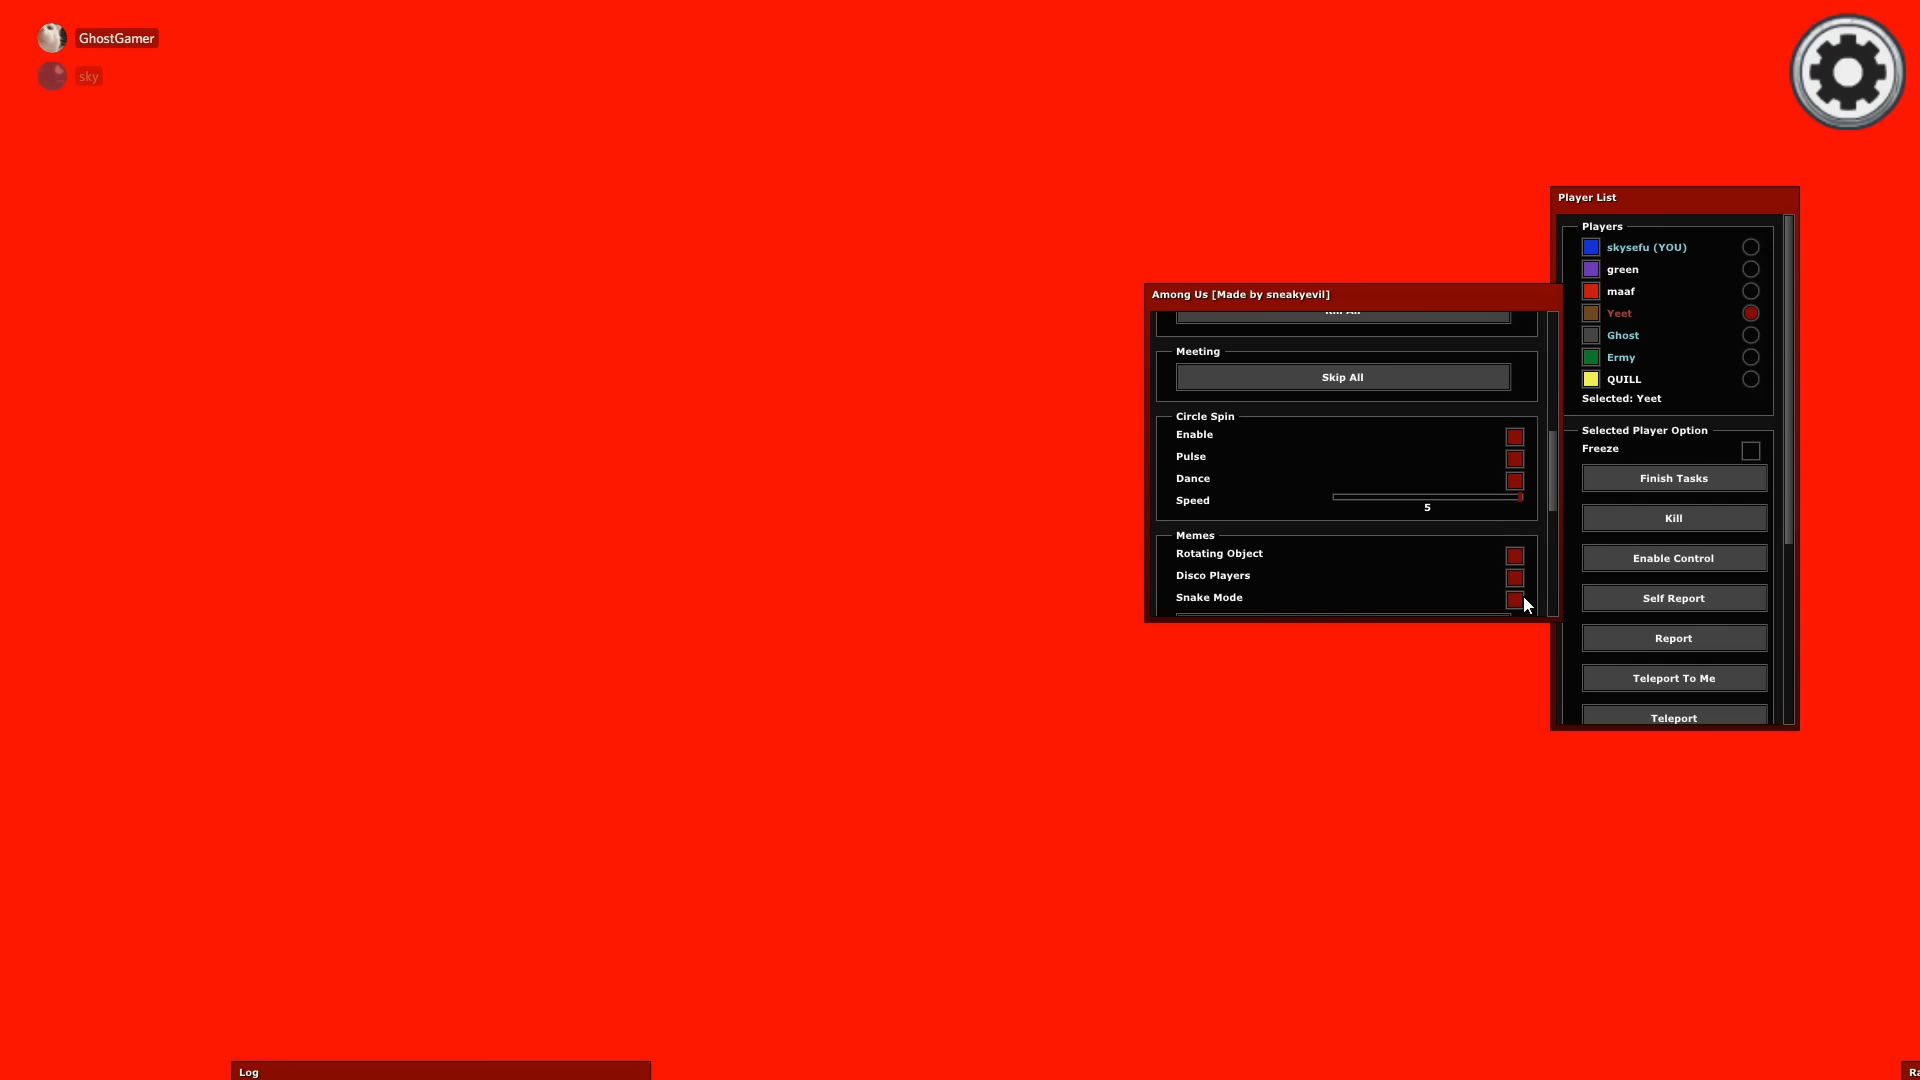 GhostGamer
sky
Player List
Players
skysefu (YOU)
green
maaf
Yeet
Ghost
Ermy
QUILL
Selected: Yeet
Selected Player Option
Freeze
Finish Tasks
Kill
Enable Control
Self Report
Report
Teleport To Me
Teleport
Among Us [Made by sneakyevil]
Kill All
Meeting
Skip All
Circle Spin
Enable
Pulse
Dance
Speed
5
Memes
Rotating Object
Disco Players
Snake Mode
Log